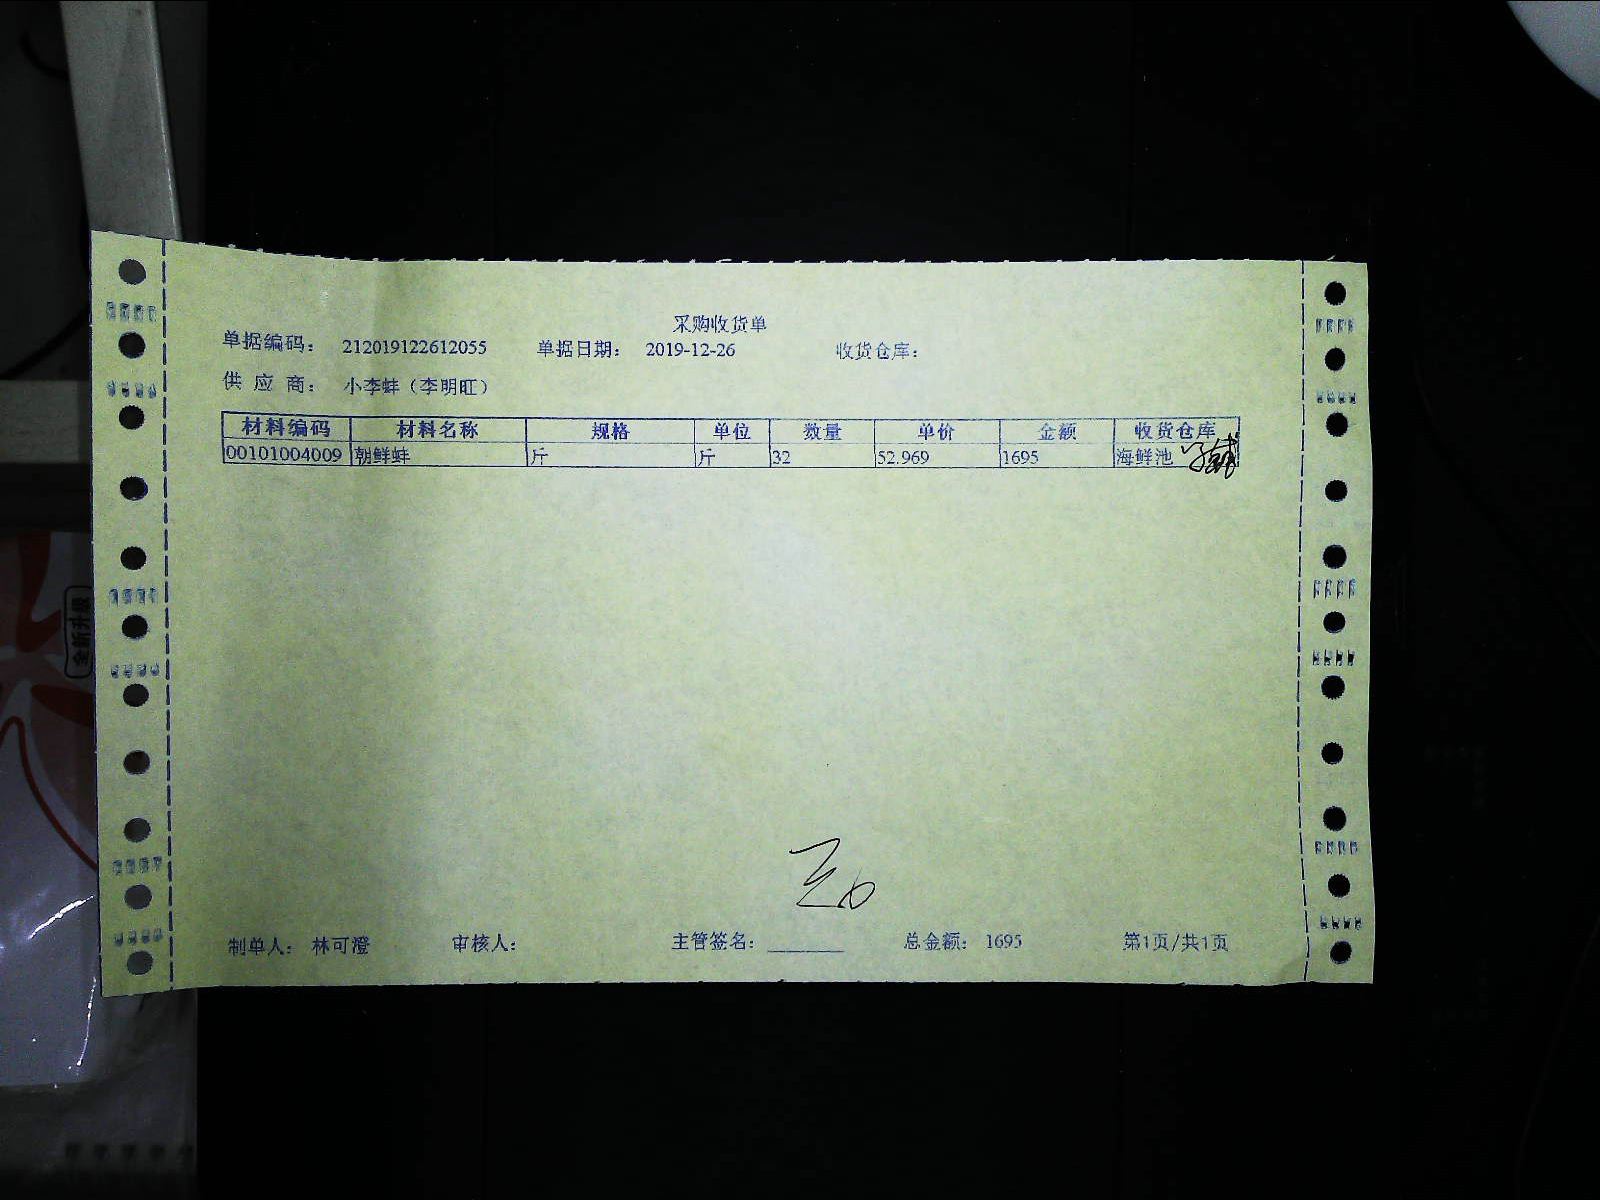 采购收货单
单据编码： 212019122612055 单据日期： 2019-12-26 收货仓库：
供 应 商： 小李蚌（李明旺）
材料编码 材料名称 规格 单位 数量 单价 金额 收货仓库
00101004009 朝鲜蚌 斤 斤 32 52.969 1695 海鲜池
制单人： 林可澄 审核人： 主管签名： 总金额： 1695 第1页/共1页
全新升级